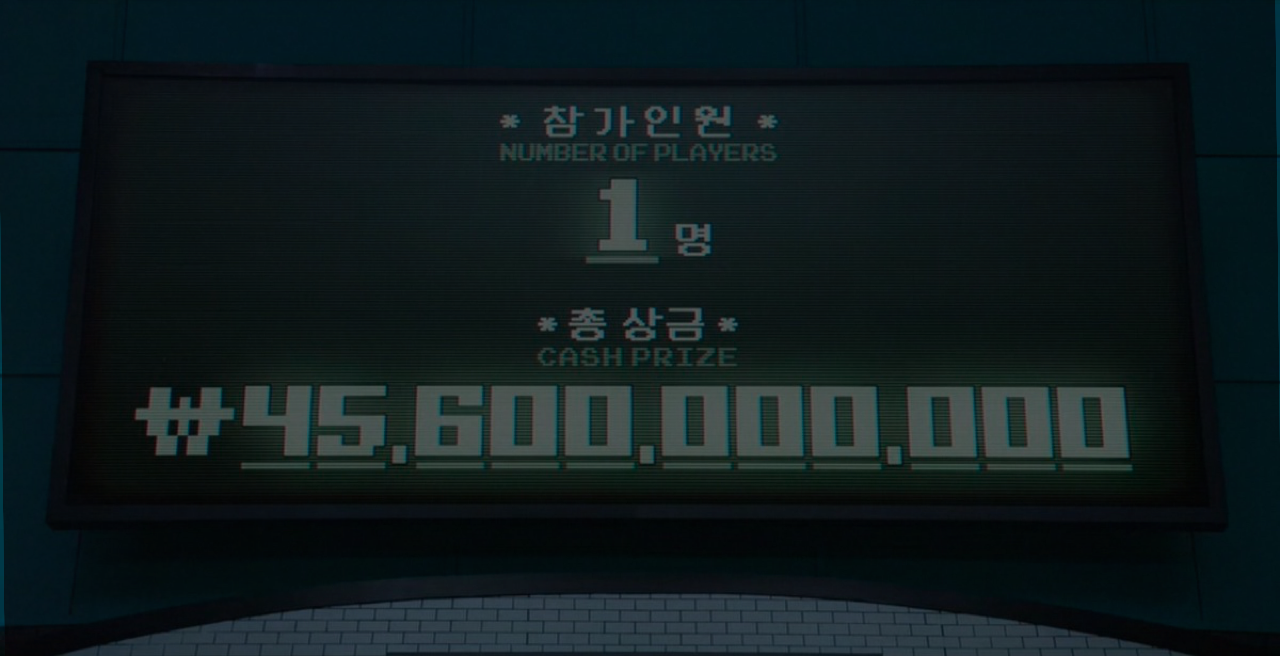 * 참가인원 *
NUMBER OF PLAYERS
1 명
* 총 상금 *
CASH PRIZE
₩45,600,000,000